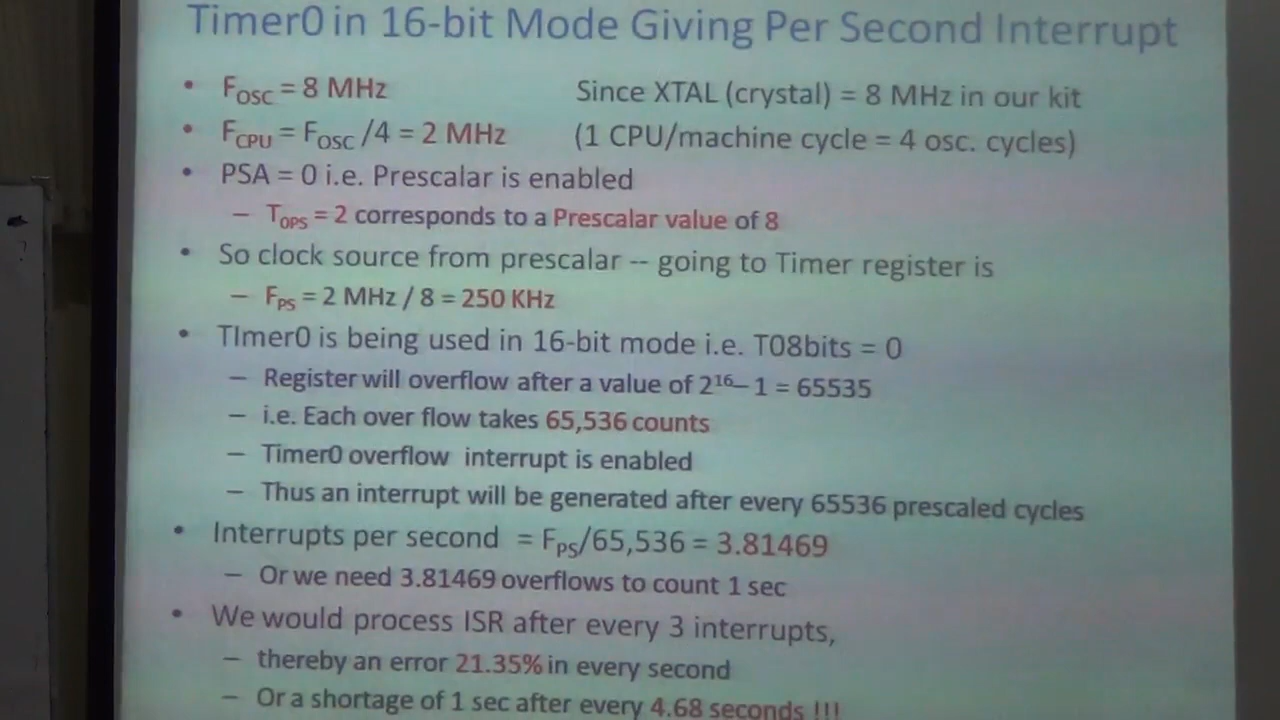 Timer0 in 16-bit Mode Giving Per Second Interrupt
• FOSC = 8 MHz Since XTAL (crystal) = 8 MHz in our kit
• FCPU = FOSC /4 = 2 MHz (1 CPU/machine cycle = 4 osc. cycles)
• PSA = 0 i.e. Prescalar is enabled
– TOPS = 2 corresponds to a Prescalar value of 8
• So clock source from prescalar -- going to Timer register is
– FPS = 2 MHz / 8 = 250 KHz
• TImer0 is being used in 16-bit mode i.e. T08bits = 0
– Register will overflow after a value of 2¹⁶– 1 = 65535
– i.e. Each over flow takes 65,536 counts
– Timer0 overflow interrupt is enabled
– Thus an interrupt will be generated after every 65536 prescaled cycles
• Interrupts per second = FPS/65,536 = 3.81469
– Or we need 3.81469 overflows to count 1 sec
• We would process ISR after every 3 interrupts,
– thereby an error 21.35% in every second
– Or a shortage of 1 sec after every 4.68 seconds !!!